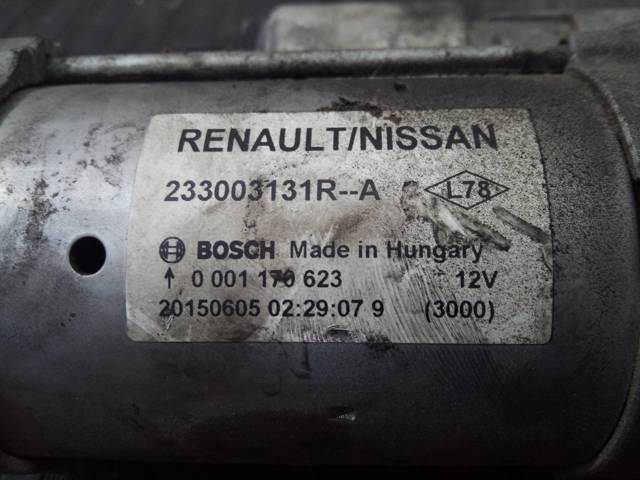 RENAULT/NISSAN
233003131R--A L78
BOSCH Made in Hungary
0 001 170 623 12V
20150605 02:29:07 9 (3000)